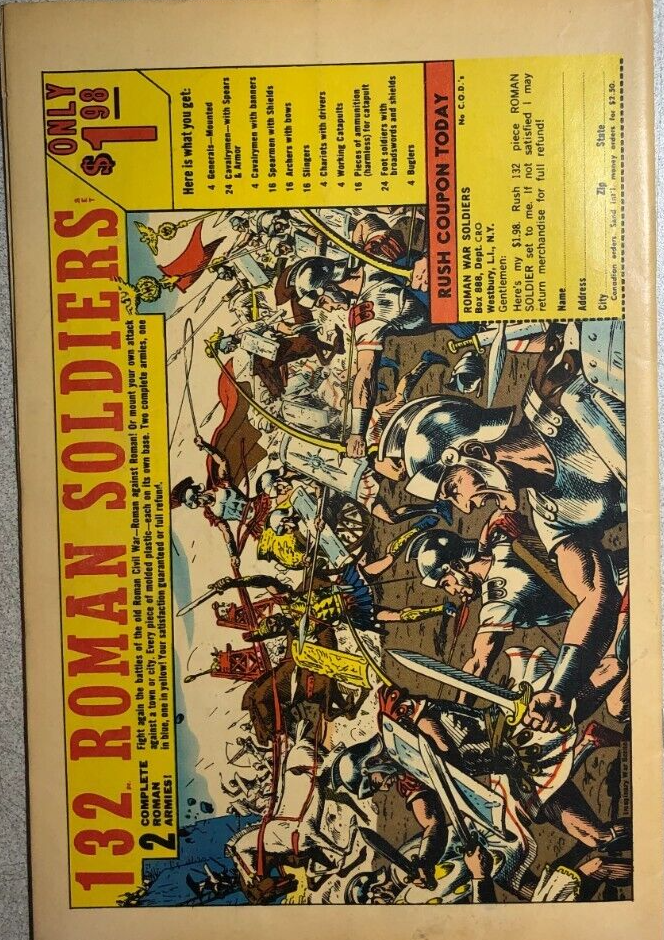 132 PC. ROMAN SOLDIERS A SET
ONLY
$1.98
2 COMPLETE
ROMAN
ARMIES!
Fight again the battles of the old Roman Civil War—Roman against Roman! Or mount your own attack
against a town or city. Every piece of molded plastic—each on its own base. Two complete armies, one
in blue, one in yellow! Your satisfaction guaranteed or full refund.
Here is what you get:
4 Generals—Mounted
24 Cavalrymen—with Spears
& Armor
4 Cavalrymen with banners
16 Spearmen with Shields
16 Archers with bows
16 Slingers
4 Chariots with drivers
4 Working Catapults
16 Pieces of ammunition
(harmless) for catapult
24 Foot soldiers with
broadswords and shields
4 Buglers
RUSH COUPON TODAY
No C.O.D.'s
ROMAN WAR SOLDIERS
Box 888, Dept. CRO
Westbury, L.I., N.Y.
Gentlemen:
Here's my $1.98. Rush 132 piece ROMAN
SOLDIER set to me. If not satisfied I may
return merchandise for full refund!
Name
Address
City Zip State
Canadian orders, Send Int'l. money orders for $2.50.
Imaginary War Scene